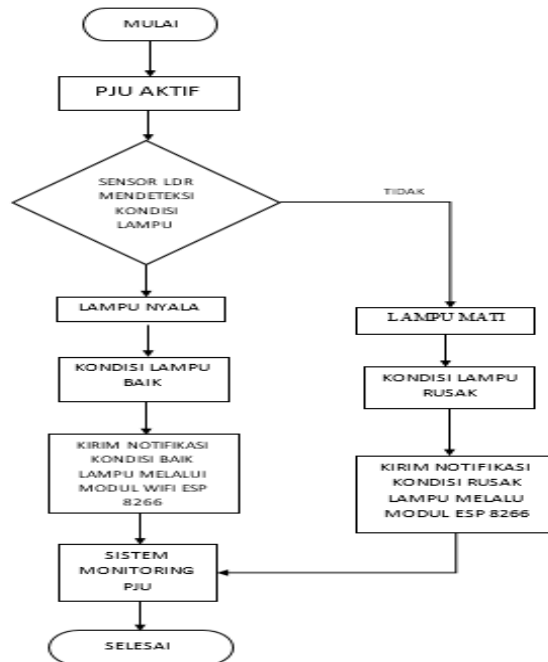 MULAI
PJU AKTIF
SENSOR LDR
MENDETEKSI
KONDISI
LAMPU
TIDAK
LAMPU NYALA
LAMPU MATI
KONDISI LAMPU
BAIK
KONDISI LAMPU
RUSAK
KIRIM NOTIFIKASI
KONDISI BAIK
LAMPU MELALUI
MODUL WIFI ESP
8266
KIRIM NOTIFIKASI
KONDISI RUSAK
LAMPU MELALU
MODUL ESP 8266
SISTEM
MONITORING
PJU
SELESAI